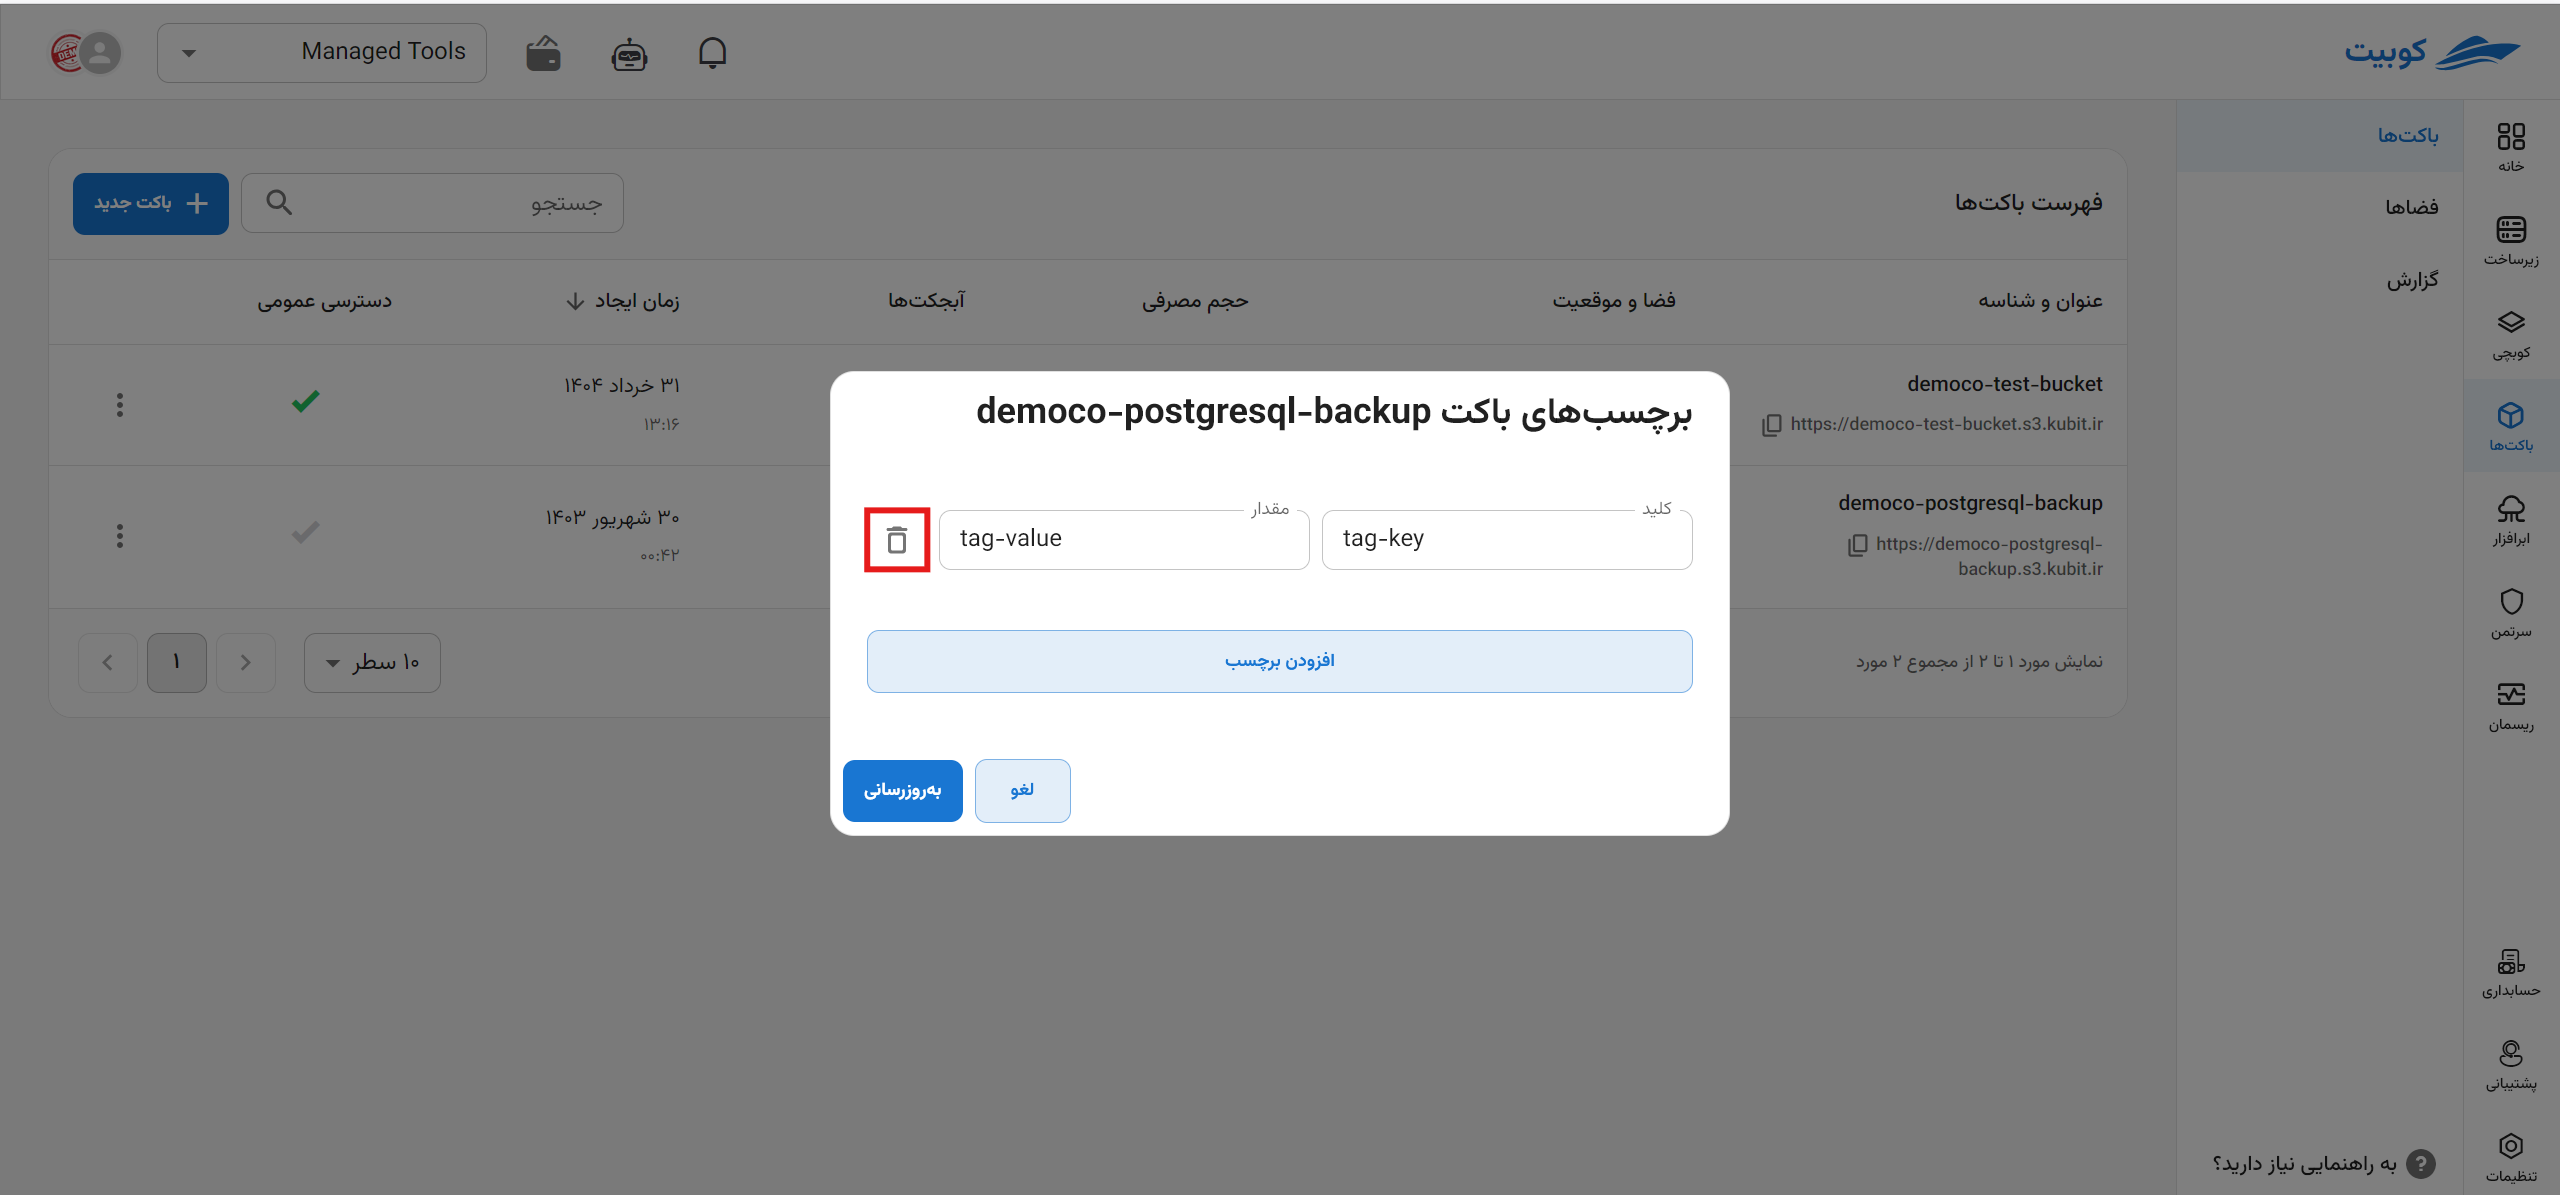 کوبیت
Managed Tools
باکت‌ها
فضاها
گزارش
خانه
زیرساخت
کوبچی
باکت‌ها
ابرافزار
سرتمن
ریسمان
حسابداری
پشتیبانی
تنظیمات
به راهنمایی نیاز دارید؟
فهرست باکت‌ها
جستجو
باکت جدید
عنوان و شناسه
فضا و موقعیت
حجم مصرفی
آبجکت‌ها
زمان ایجاد
دسترسی عمومی
democo-test-bucket
https://democo-test-bucket.s3.kubit.ir
۳۱ خرداد ۱۴۰۴
۱۳:۱۶
democo-postgresql-backup
https://democo-postgresql-
backup.s3.kubit.ir
۳۰ شهریور ۱۴۰۳
۰۰:۴۲
نمایش مورد ۱ تا ۲ از مجموع ۲ مورد
۱۰ سطر
۱
برچسب‌های باکت democo-postgresql-backup
کلید
tag-key
مقدار
tag-value
افزودن برچسب
لغو
به‌روزرسانی